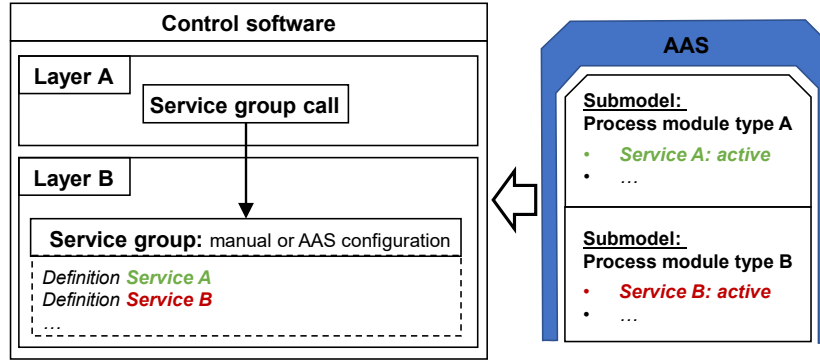 Control software
Layer A
Service group call
Layer B
Service group: manual or AAS configuration
Definition Service A
Definition Service B
…
AAS
Submodel:
Process module type A
• Service A: active
• …
Submodel:
Process module type B
• Service B: active
• …